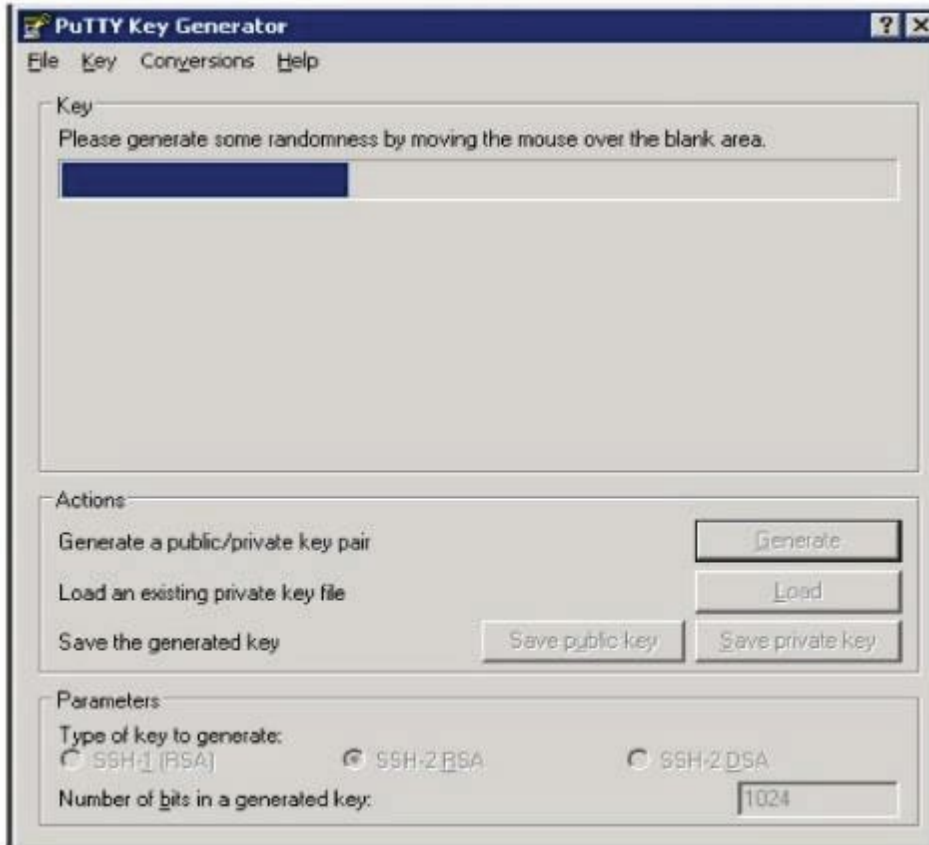 PuTTY Key Generator
File Key Conversions Help
Key
Please generate some randomness by moving the mouse over the blank area.
Actions
Generate a public/private key pair
Generate
Load an existing private key file
Load
Save the generated key
Save public key
Save private key
Parameters
Type of key to generate:
SSH-1 (RSA) SSH-2 RSA SSH-2 DSA
Number of bits in a generated key:
1024